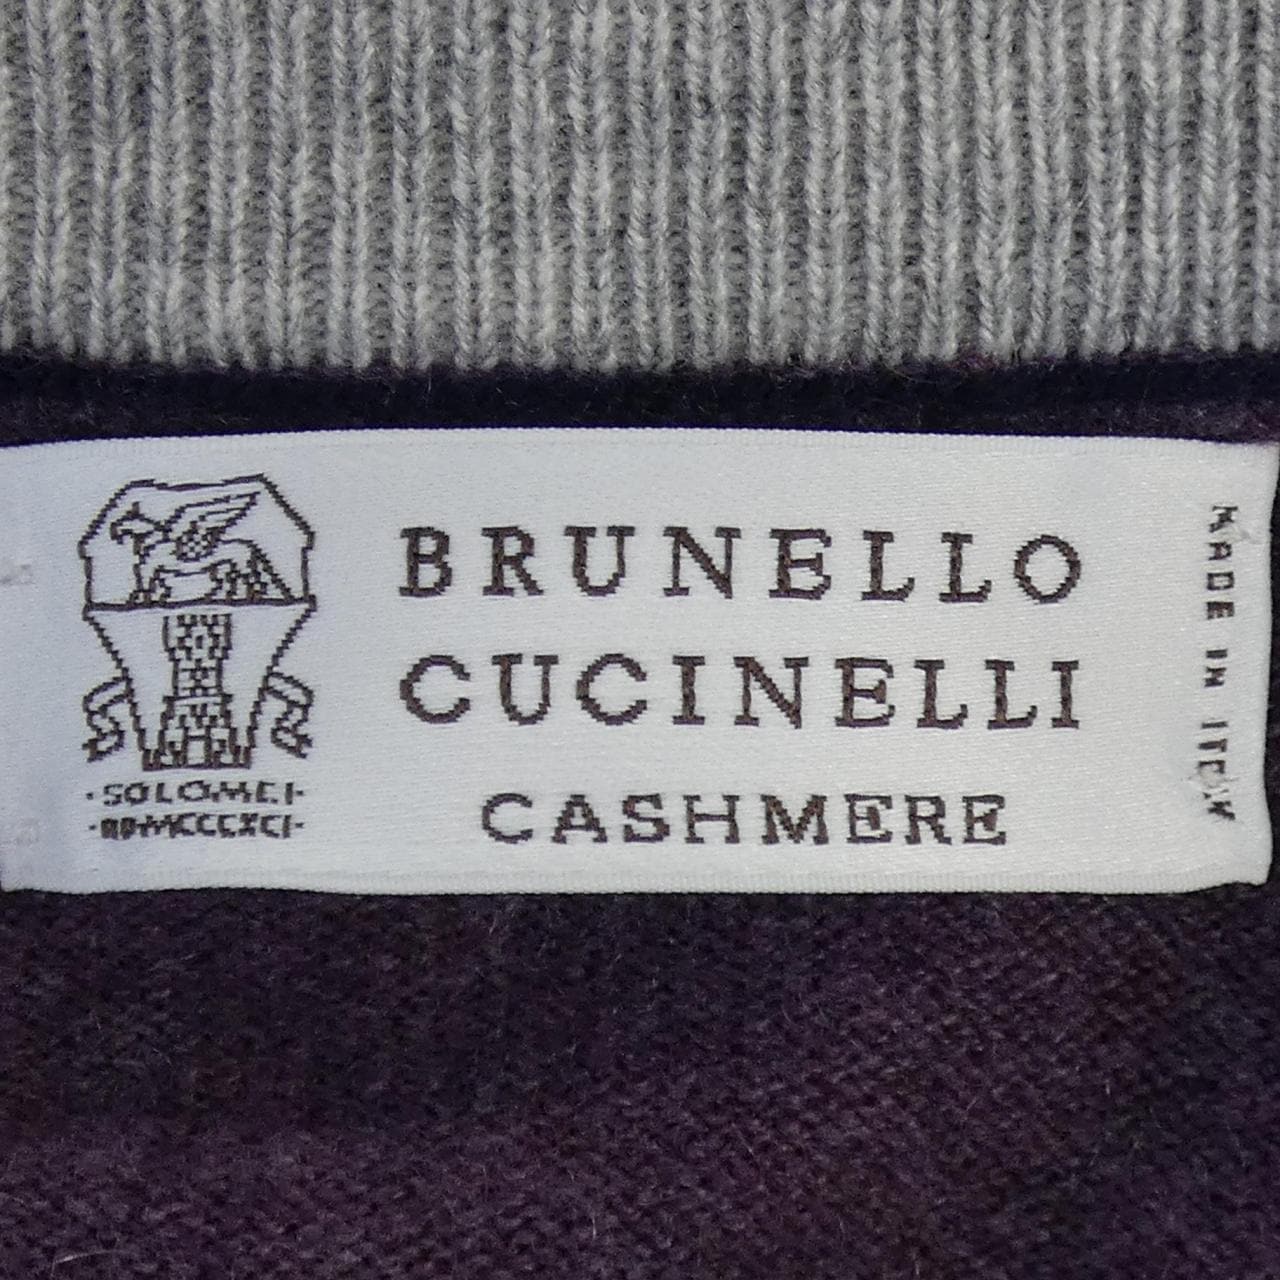 BRUNELLO
CUCINELLI
CASHMERE
·SOLOMEI·
MADE IN ITALY